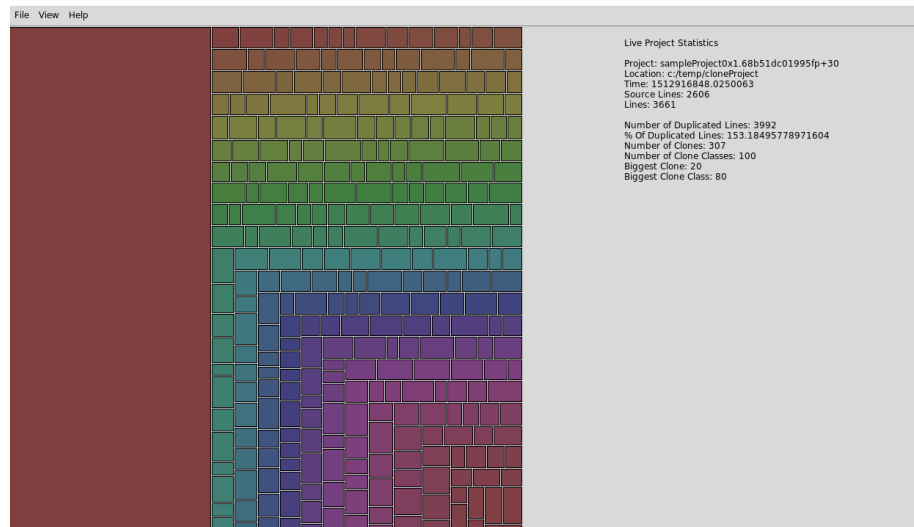 File View Help
Live Project Statistics
Project: sampleProject0x1.68b51dc01995fp+30
Location: c:/temp/cloneProject
Time: 1512916848.0250063
Source Lines: 2606
Lines: 3661
Number of Duplicated Lines: 3992
% Of Duplicated Lines: 153.18495778971604
Number of Clones: 307
Number of Clone Classes: 100
Biggest Clone: 20
Biggest Clone Class: 80